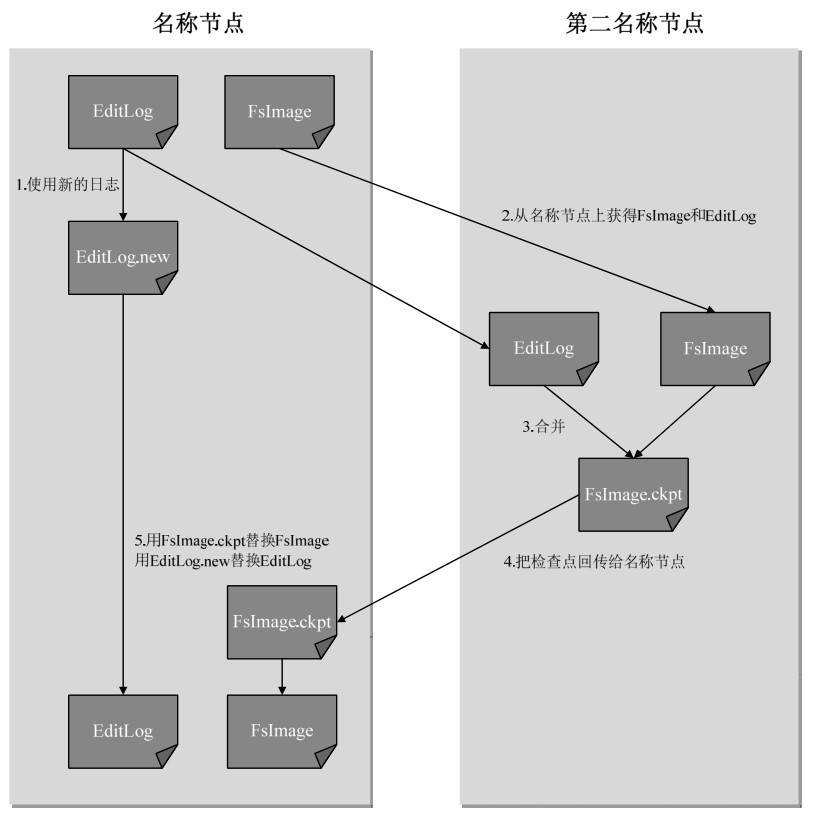 名称节点
第二名称节点
EditLog
FsImage
1.使用新的日志
2.从名称节点上获得FsImage和EditLog
EditLog.new
EditLog
FsImage
3.合并
FsImage.ckpt
5.用FsImage.ckpt替换FsImage
用EditLog.new替换EditLog
4.把检查点回传给名称节点
FsImage.ckpt
EditLog
FsImage